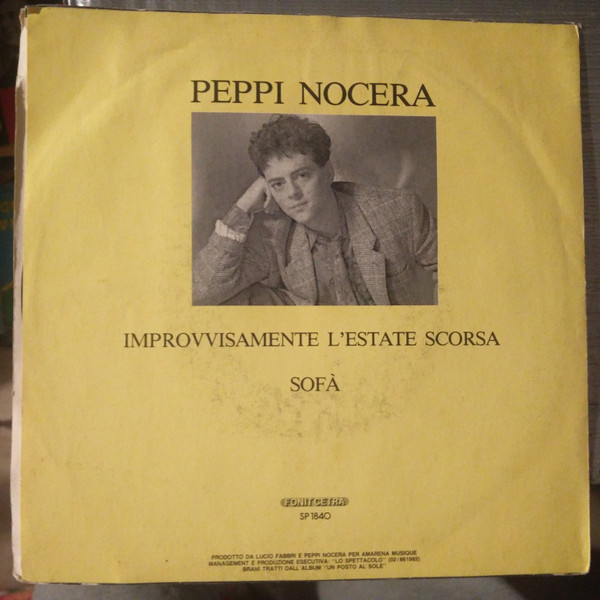 PEPPI NOCERA
IMPROVVISAMENTE L'ESTATE SCORSA
SOFÀ
FONIT CETRA
SP 1840
PRODOTTO DA LUCIO FABBRI E PEPPI NOCERA PER AMARENA MUSIQUE
MANAGEMENT E PRODUZIONE ESECUTIVA: "LO SPETTACOLO"
BRANI TRATTI DALL'ALBUM "UN POSTO AL SOLE"